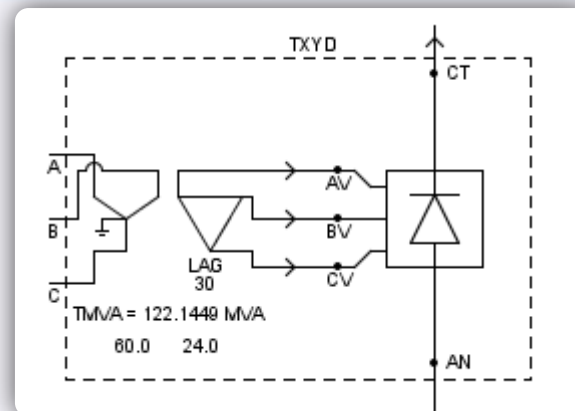 TXYD
CT
A
AV
B
BV
LAG
30
C
CV
TMVA = 122.1449 MVA
60.0 24.0
AN